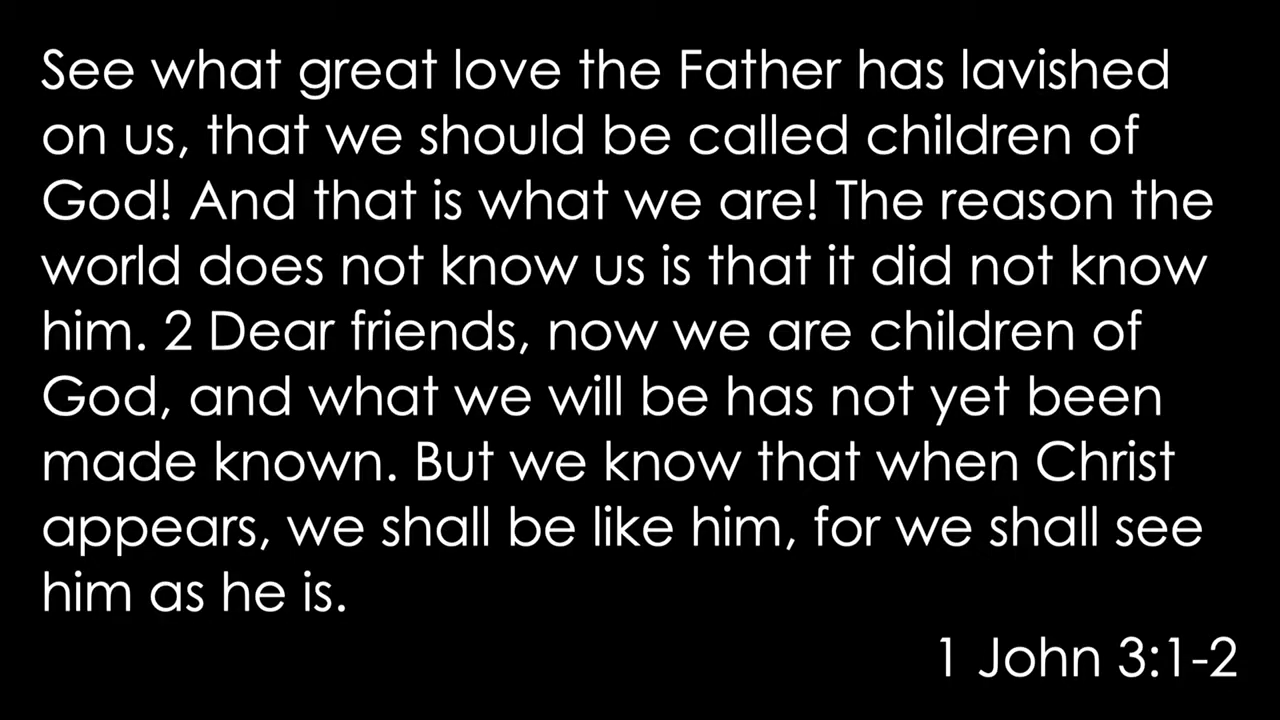 See what great love the Father has lavished
on us, that we should be called children of
God! And that is what we are! The reason the
world does not know us is that it did not know
him. 2 Dear friends, now we are children of
God, and what we will be has not yet been
made known. But we know that when Christ
appears, we shall be like him, for we shall see
him as he is.
1 John 3:1-2